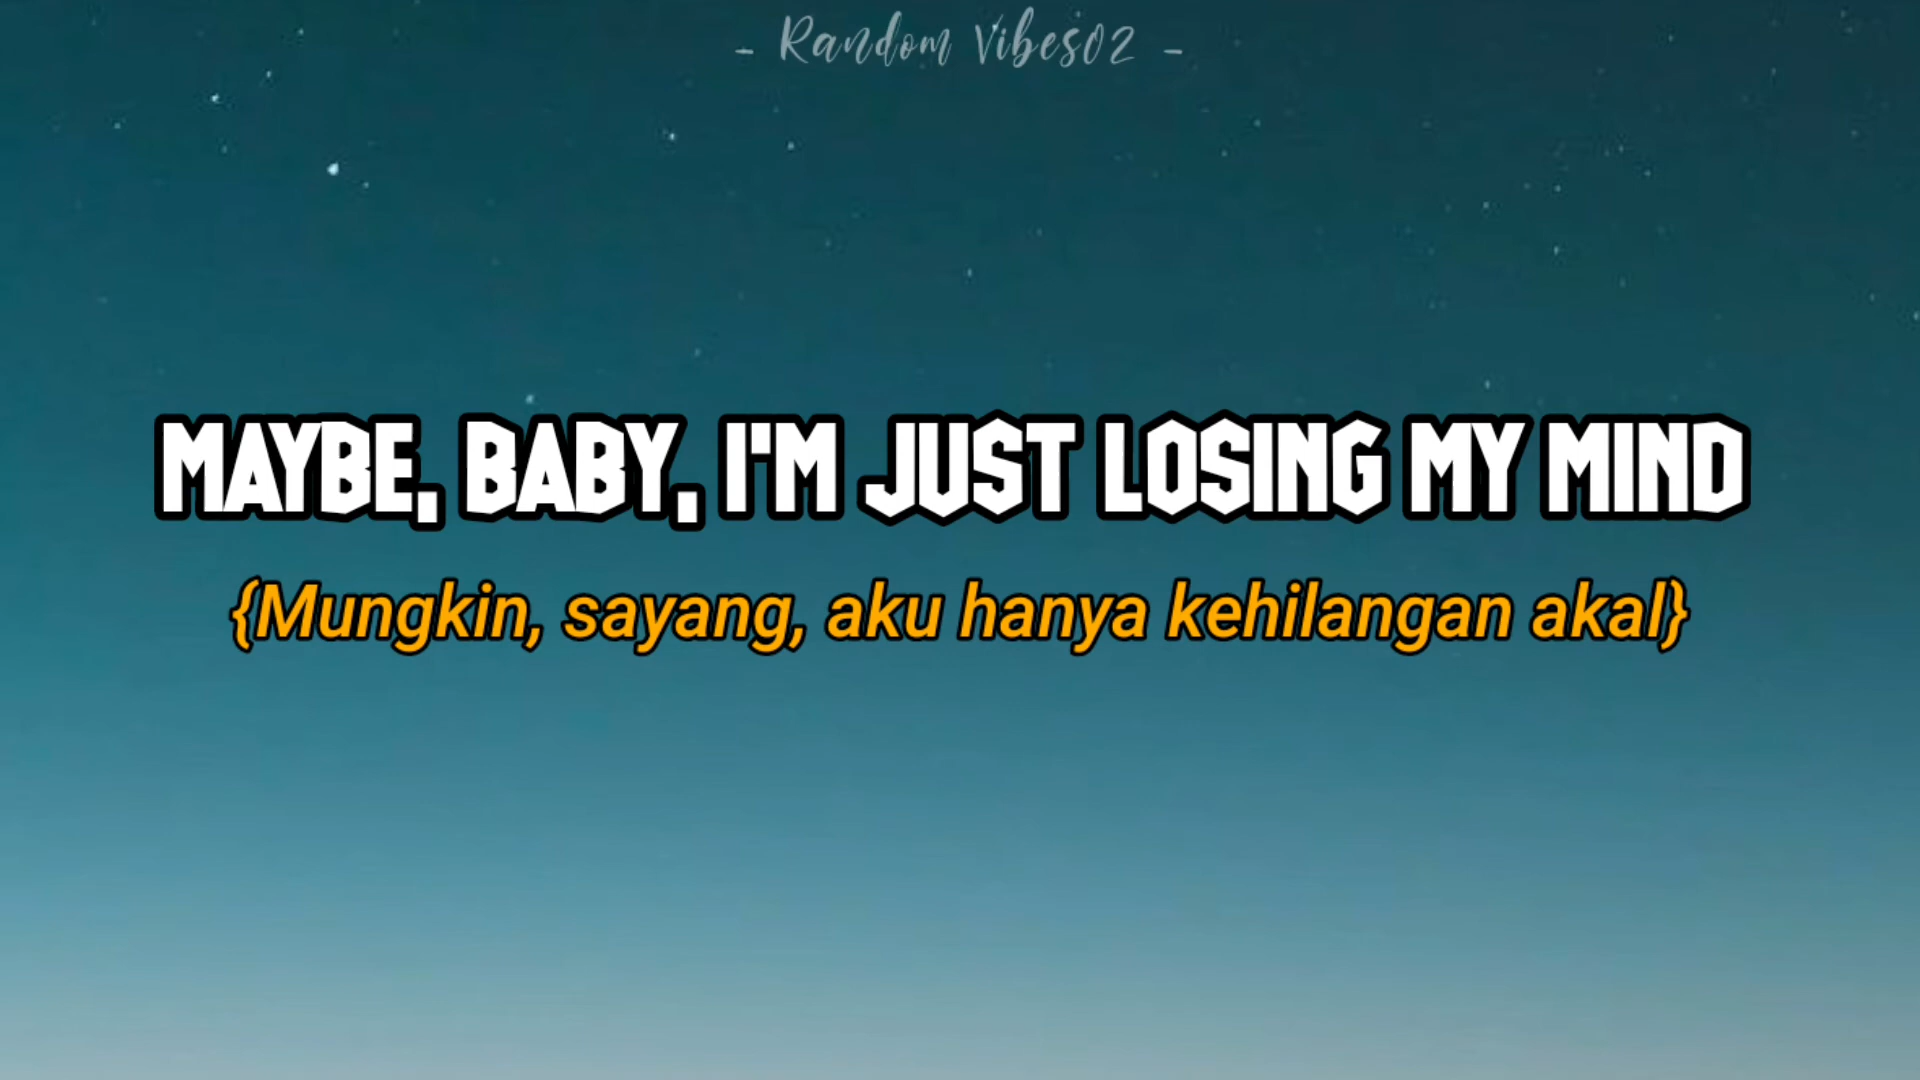 - Random Vibes02 -
MAYBE, BABY, I'M JUST LOSING MY MIND
{Mungkin, sayang, aku hanya kehilangan akal}